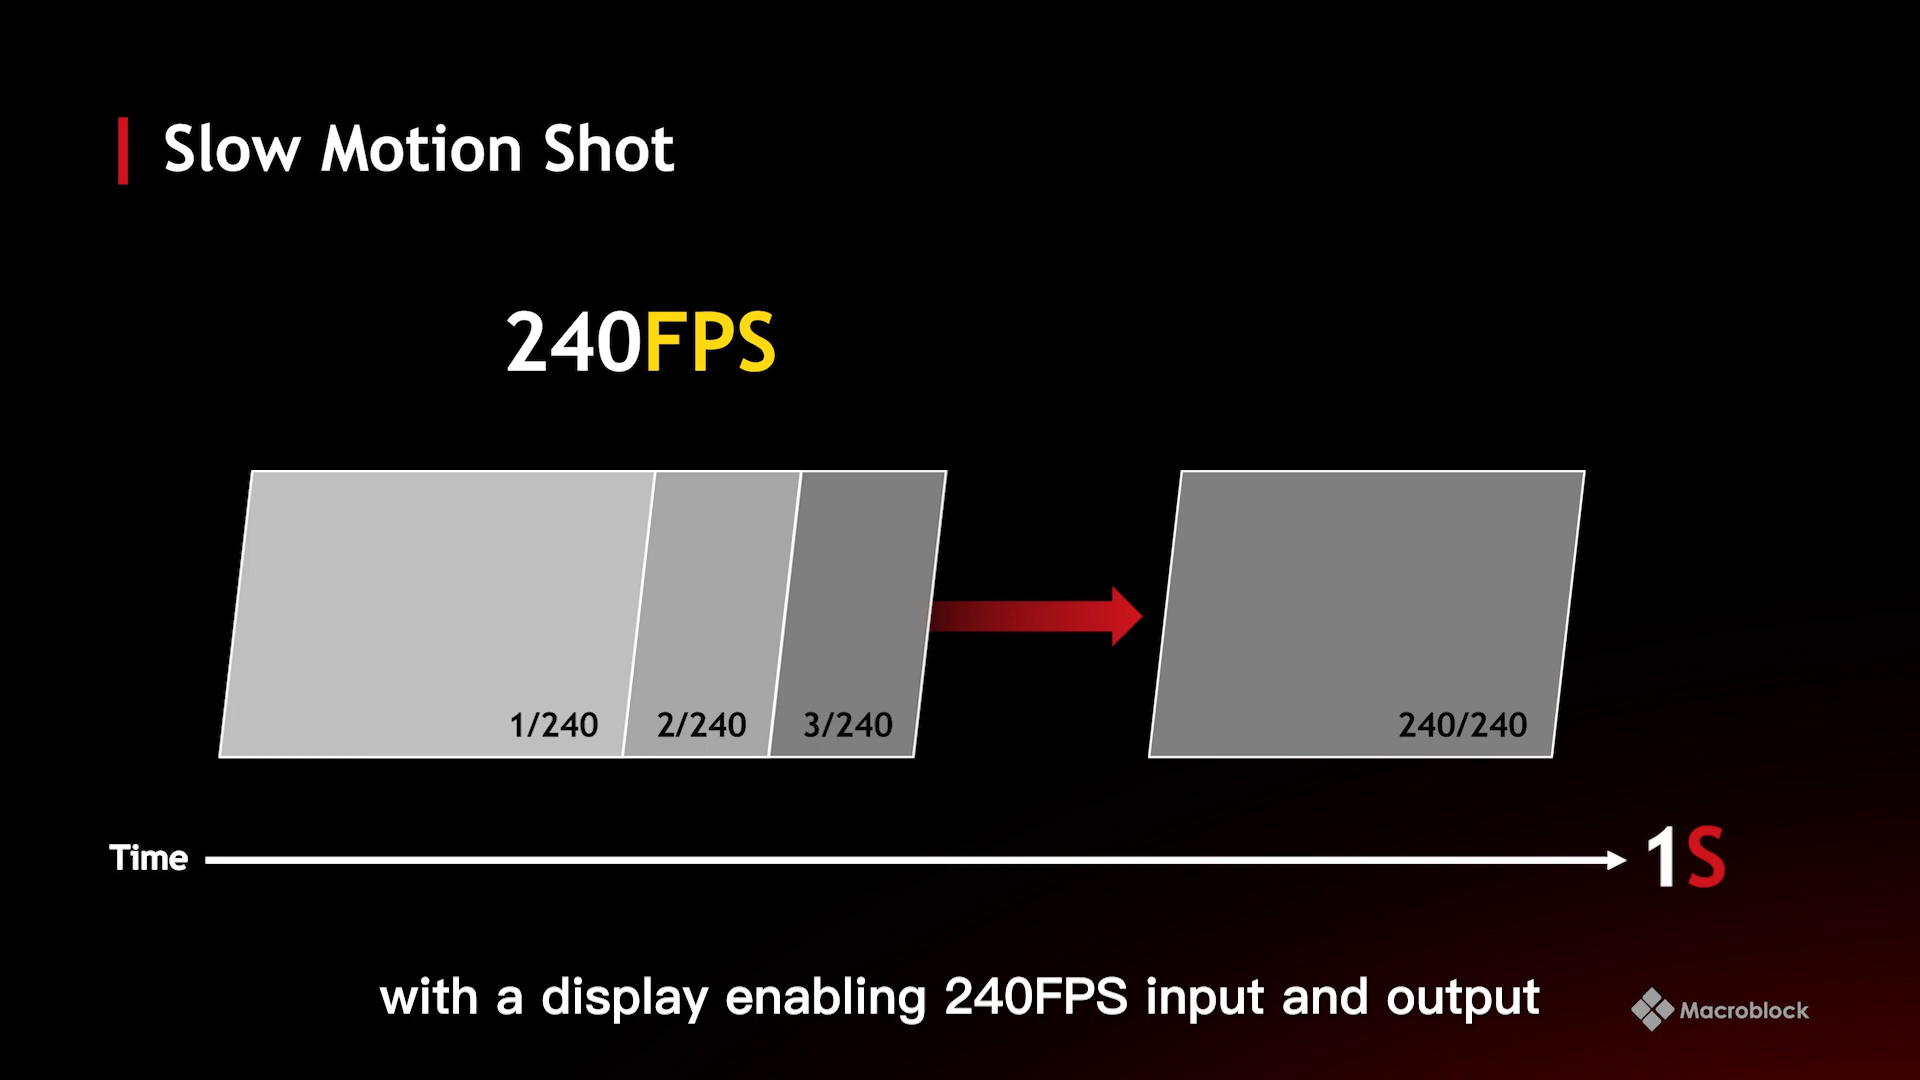 Slow Motion Shot
240FPS
1/240 2/240 3/240 240/240
Time 1S
with a display enabling 240FPS input and output
Macroblock